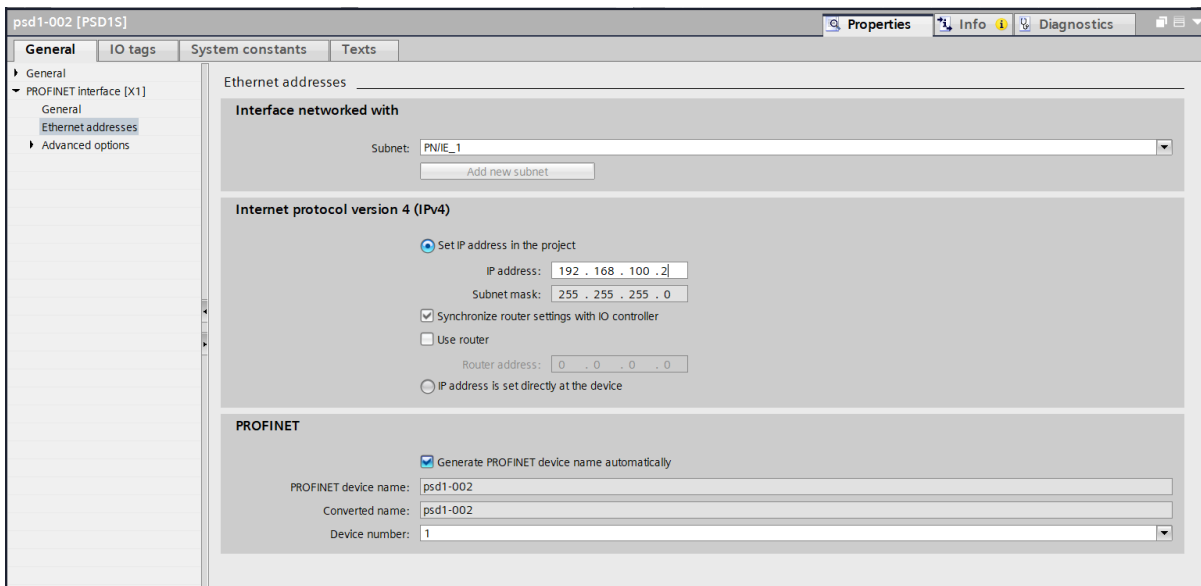 psd1-002 [PSD1S]
Properties
Info
Diagnostics
General
IO tags
System constants
Texts
General
PROFINET interface [X1]
General
Ethernet addresses
Advanced options
Ethernet addresses
Interface networked with
Subnet: PN/IE_1
Add new subnet
Internet protocol version 4 (IPv4)
Set IP address in the project
IP address: 192 . 168 . 100 .2
Subnet mask: 255 . 255 . 255 . 0
Synchronize router settings with IO controller
Use router
Router address: 0 . 0 . 0 . 0
IP address is set directly at the device
PROFINET
Generate PROFINET device name automatically
PROFINET device name: psd1-002
Converted name: psd1-002
Device number: 1